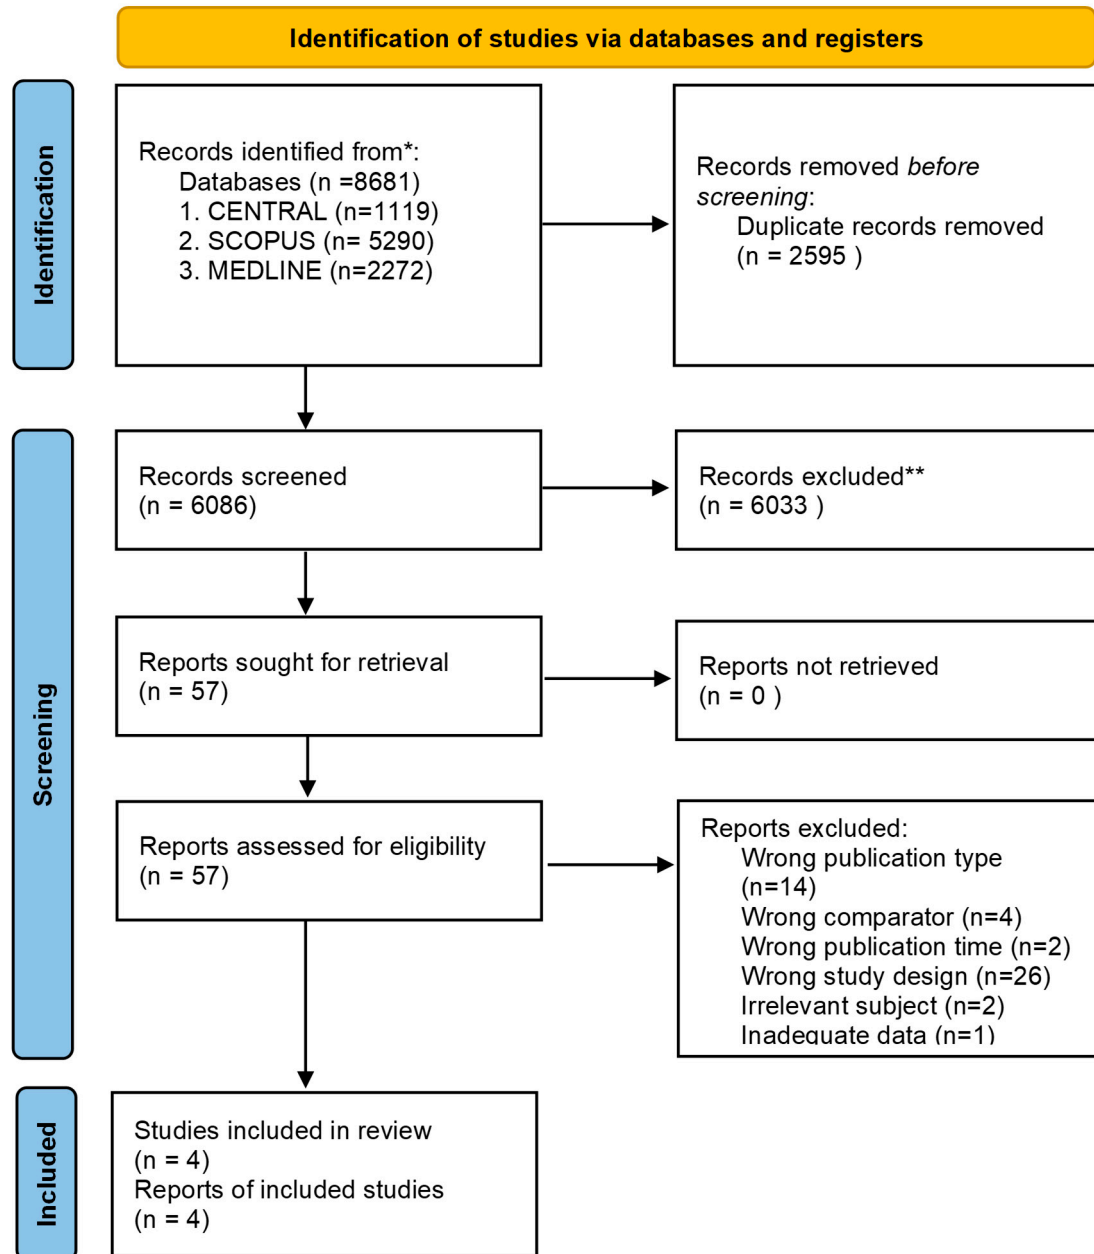 Identification of studies via databases and registers
Identification
Records identified from*:
Databases (n =8681)
1. CENTRAL (n=1119)
2. SCOPUS (n= 5290)
3. MEDLINE (n=2272)
Records removed before
screening:
Duplicate records removed
(n = 2595 )
Screening
Records screened
(n = 6086)
Records excluded**
(n = 6033 )
Reports sought for retrieval
(n = 57)
Reports not retrieved
(n = 0 )
Reports assessed for eligibility
(n = 57)
Reports excluded:
Wrong publication type
(n=14)
Wrong comparator (n=4)
Wrong publication time (n=2)
Wrong study design (n=26)
Irrelevant subject (n=2)
Inadequate data (n=1)
Included
Studies included in review
(n = 4)
Reports of included studies
(n = 4)